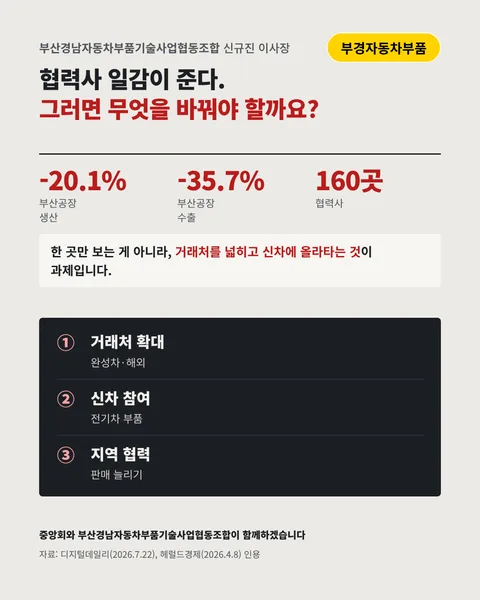 부산경남자동차부품기술사업협동조합 신규진 이사장
부경자동차부품
협력사 일감이 준다.
그러면 무엇을 바꿔야 할까요?
-20.1%
부산공장
생산
-35.7%
부산공장
수출
160곳
협력사
한 곳만 보는 게 아니라, 거래처를 넓히고 신차에 올라타는 것이
과제입니다.
① 거래처 확대
완성차·해외
② 신차 참여
전기차 부품
③ 지역 협력
판매 늘리기
중앙회와 부산경남자동차부품기술사업협동조합이 함께하겠습니다
자료: 디지털데일리(2026.7.22), 헤럴드경제(2026.4.8) 인용